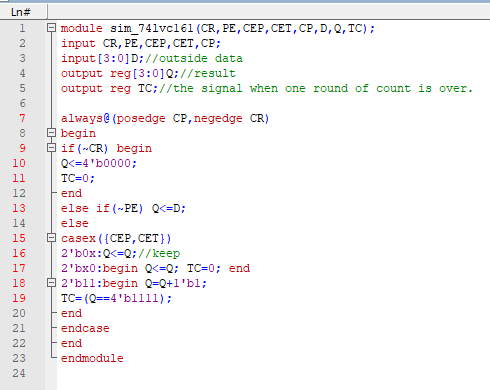 Ln#
1 module sim_74lvc161(CR,PE,CEP,CET,CP,D,Q,TC);
2 input CR,PE,CEP,CET,CP;
3 input[3:0]D;//outside data
4 output reg[3:0]Q;//result
5 output reg TC;//the signal when one round of count is over.
6
7 always@(posedge CP,negedge CR)
8 begin
9 if(~CR) begin
10 Q<=4'b0000;
11 TC=0;
12 end
13 else if(~PE) Q<=D;
14 else
15 casex({CEP,CET})
16 2'b0x:Q<=Q;//keep
17 2'bx0:begin Q<=Q; TC=0; end
18 2'b11:begin Q=Q+1'b1;
19 TC=(Q==4'b1111);
20 end
21 endcase
22 end
23 endmodule
24